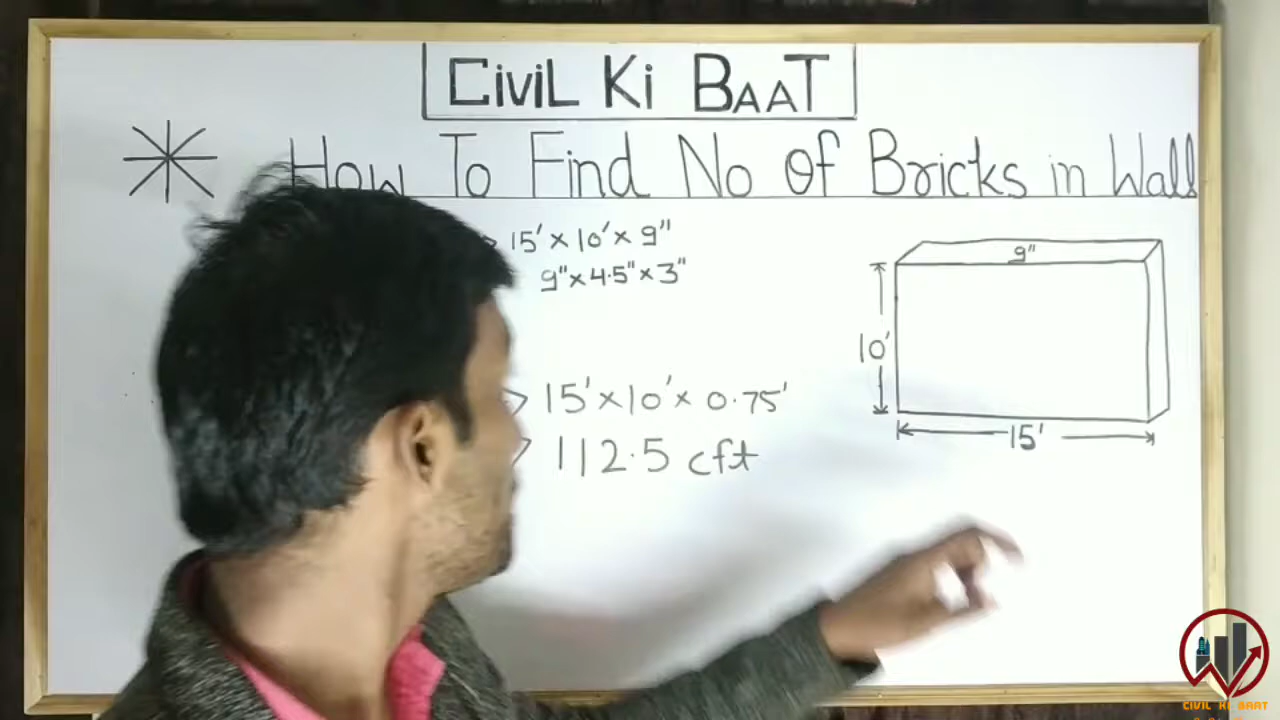 CiviL Ki BAAT
How To Find No Of Bricks in Wall
15' × 10' × 9"
9" × 4.5" × 3"
9"
10'
15'
15' × 10' × 0.75'
112.5 cft
CIVIL KI BAAT